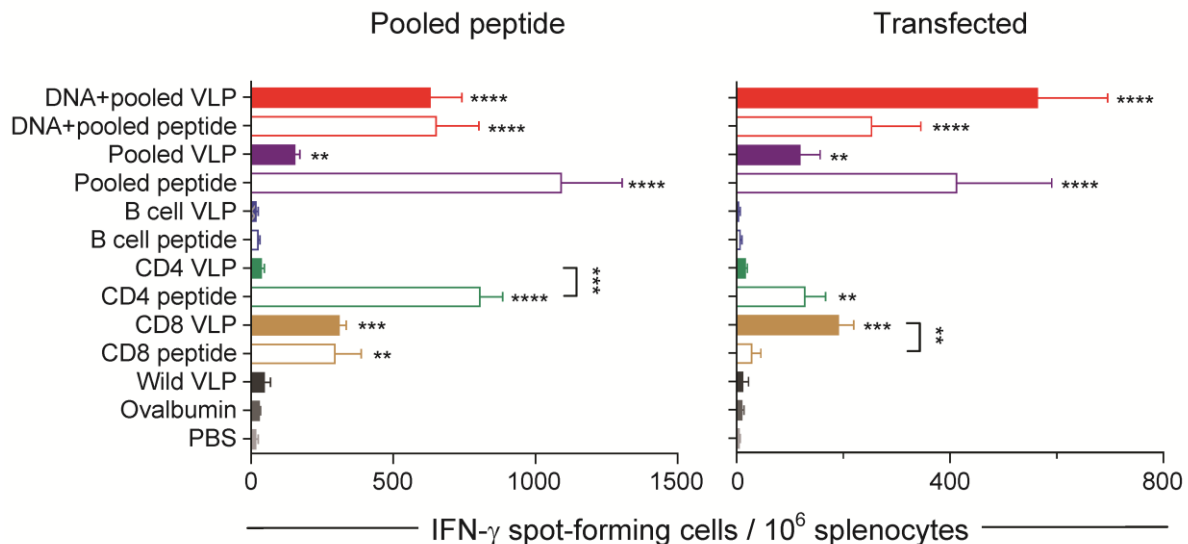 Pooled peptide Transfected
DNA+pooled VLP **** ****
DNA+pooled peptide **** ****
Pooled VLP ** **
Pooled peptide **** ****
B cell VLP
B cell peptide
CD4 VLP
***
CD4 peptide **** **
CD8 VLP *** ***
**
CD8 peptide **
Wild VLP
Ovalbumin
PBS
0 500 1000 1500 0 400 800
IFN-γ spot-forming cells / 10⁶ splenocytes